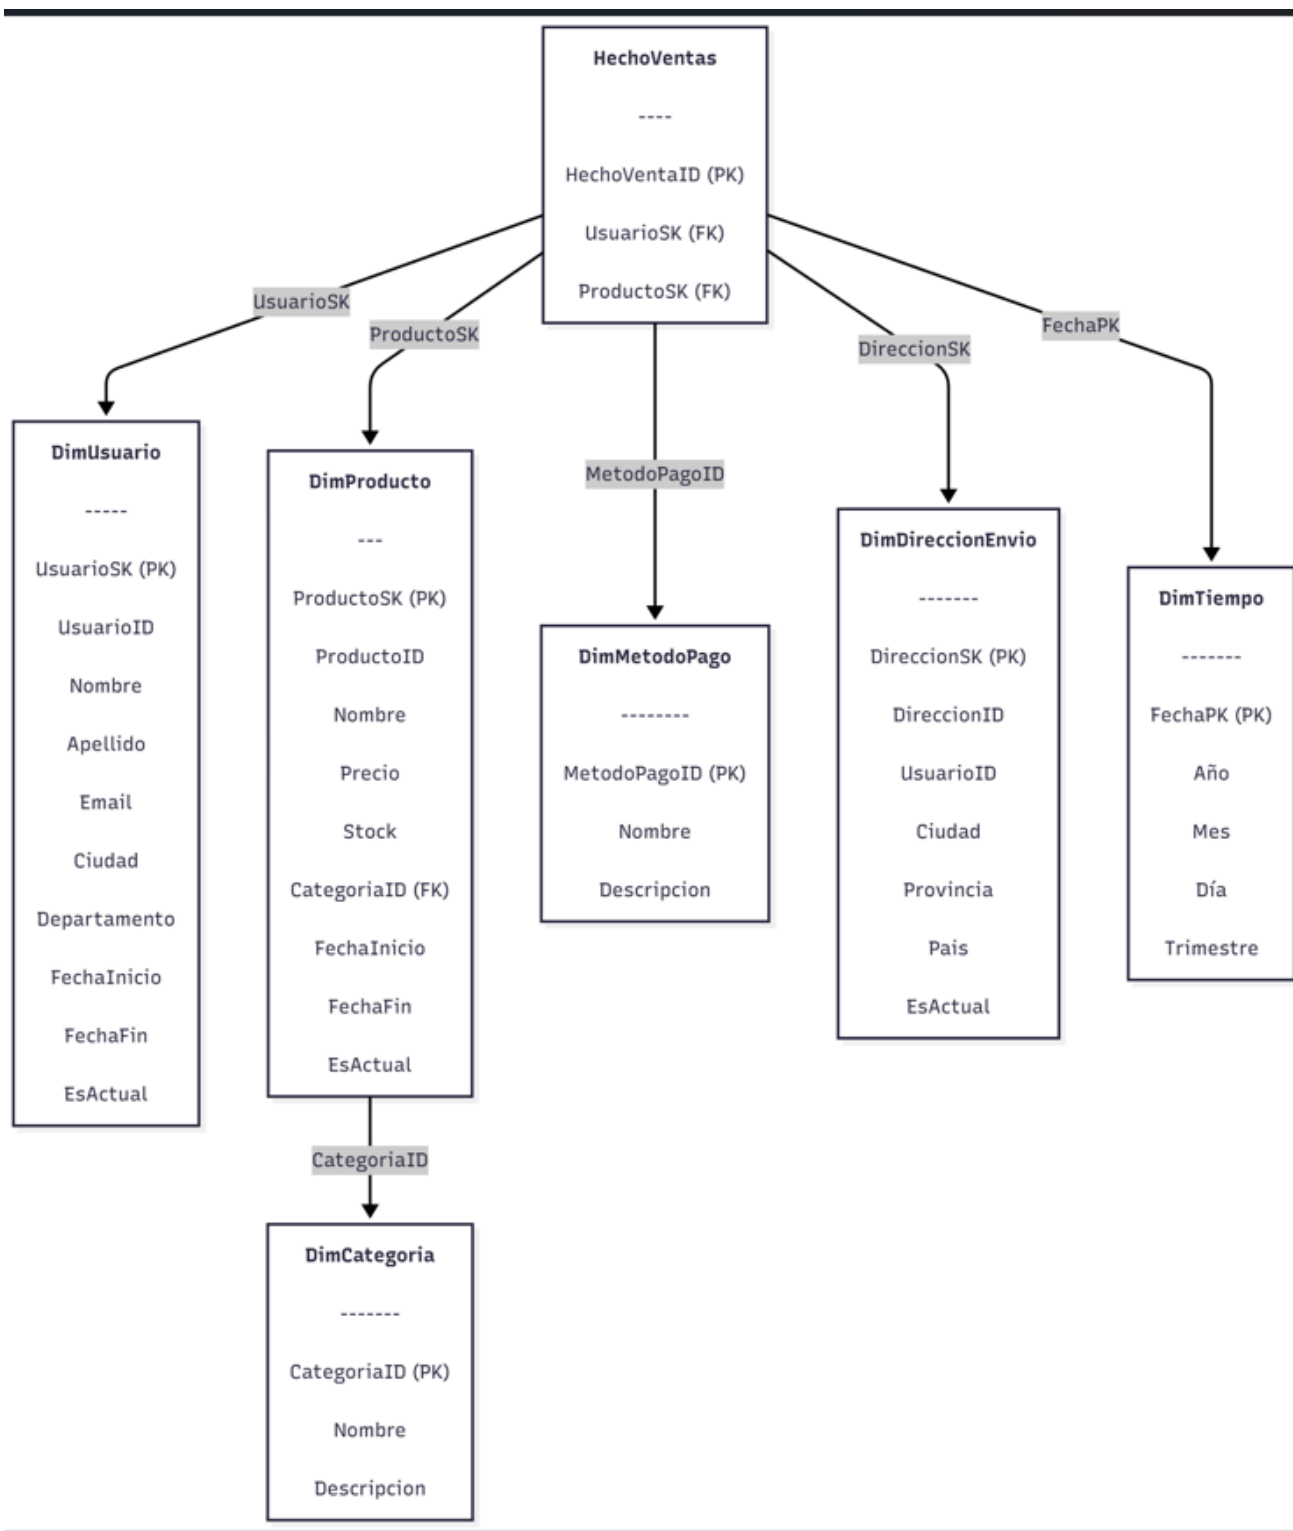 HechoVentas
----
HechoVentaID (PK)
UsuarioSK (FK)
ProductoSK (FK)
UsuarioSK
ProductoSK
MetodoPagoID
DireccionSK
FechaPK
DimUsuario
-----
UsuarioSK (PK)
UsuarioID
Nombre
Apellido
Email
Ciudad
Departamento
FechaInicio
FechaFin
EsActual
DimProducto
---
ProductoSK (PK)
ProductoID
Nombre
Precio
Stock
CategoriaID (FK)
FechaInicio
FechaFin
EsActual
DimMetodoPago
--------
MetodoPagoID (PK)
Nombre
Descripcion
DimDireccionEnvio
-------
DireccionSK (PK)
DireccionID
UsuarioID
Ciudad
Provincia
Pais
EsActual
DimTiempo
-------
FechaPK (PK)
Año
Mes
Día
Trimestre
CategoriaID
DimCategoria
-------
CategoriaID (PK)
Nombre
Descripcion